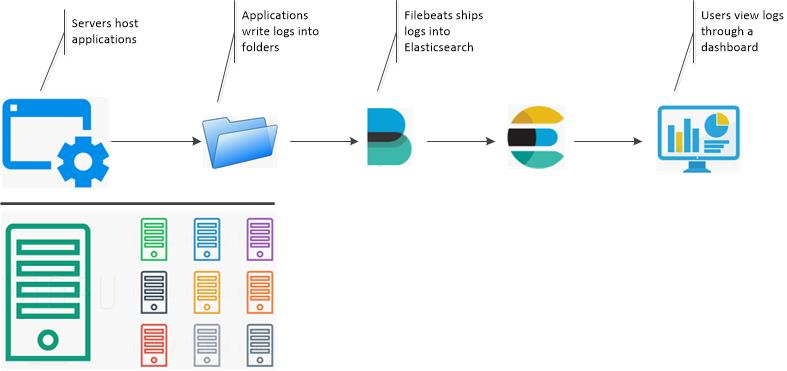 Servers host
applications
Applications
write logs into
folders
Filebeats ships
logs into
Elasticsearch
Users view logs
through a
dashboard